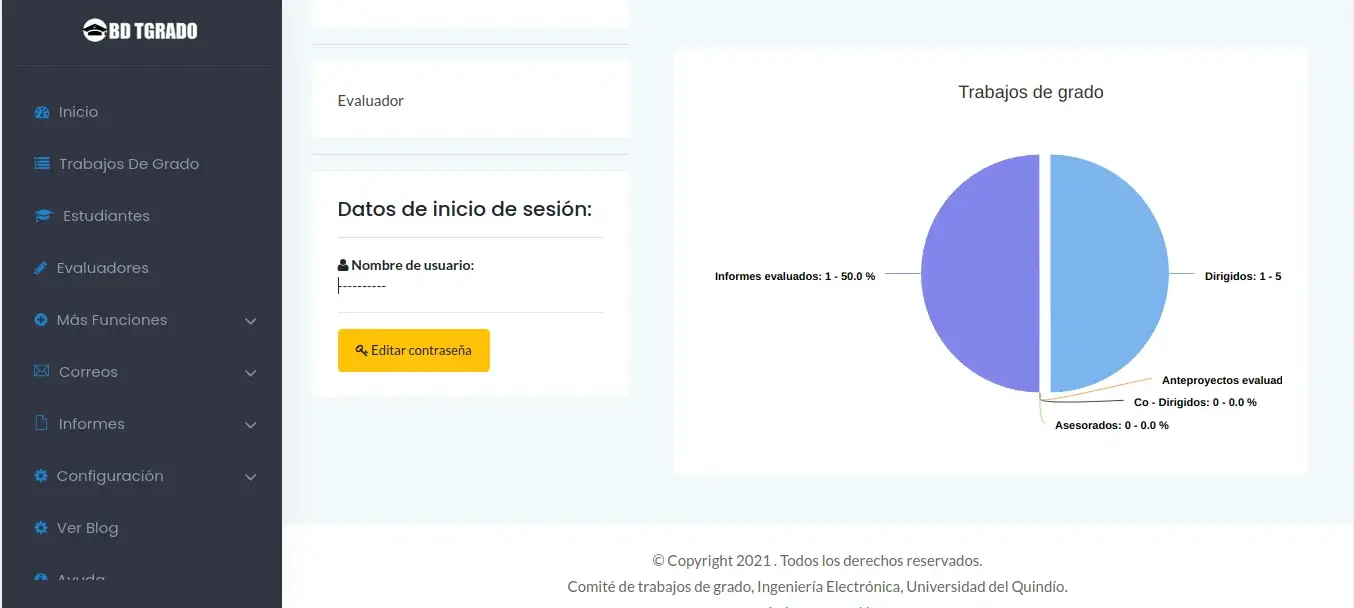 BD TGRADO
Inicio
Trabajos De Grado
Estudiantes
Evaluadores
Más Funciones
Correos
Informes
Configuración
Ver Blog
Ayuda
Evaluador
Datos de inicio de sesión:
Nombre de usuario:
----------
Editar contraseña
Trabajos de grado
Informes evaluados: 1 - 50.0 %
Dirigidos: 1 - 5
Anteproyectos evaluad
Co - Dirigidos: 0 - 0.0 %
Asesorados: 0 - 0.0 %
© Copyright 2021 . Todos los derechos reservados.
Comité de trabajos de grado, Ingeniería Electrónica, Universidad del Quindío.